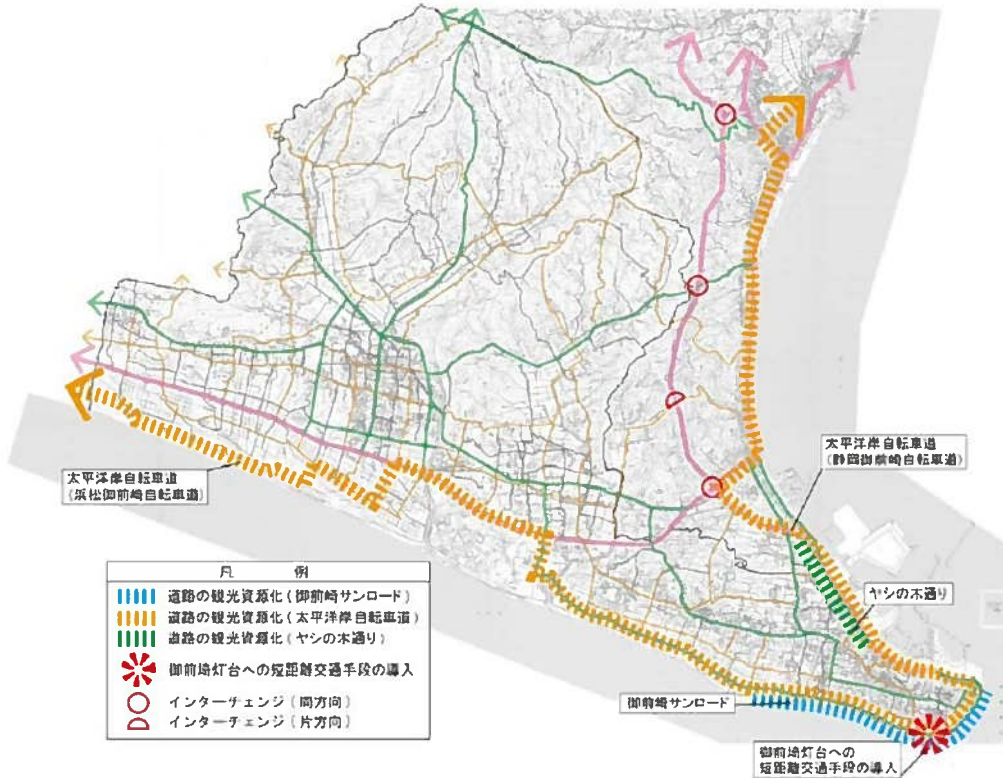 太平洋岸自転車道
(静岡御前崎自転車道)
太平洋岸自転車道
(浜松御前崎自転車道)
凡 例
道路の観光資源化(御前崎サンロード)
道路の観光資源化(太平洋岸自転車道)
道路の観光資源化(ヤシの木通り)
御前埼灯台への短距離交通手段の導入
インターチェンジ(両方向)
インターチェンジ(片方向)
ヤシの木通り
御前崎サンロード
御前埼灯台への
短距離交通手段の導入